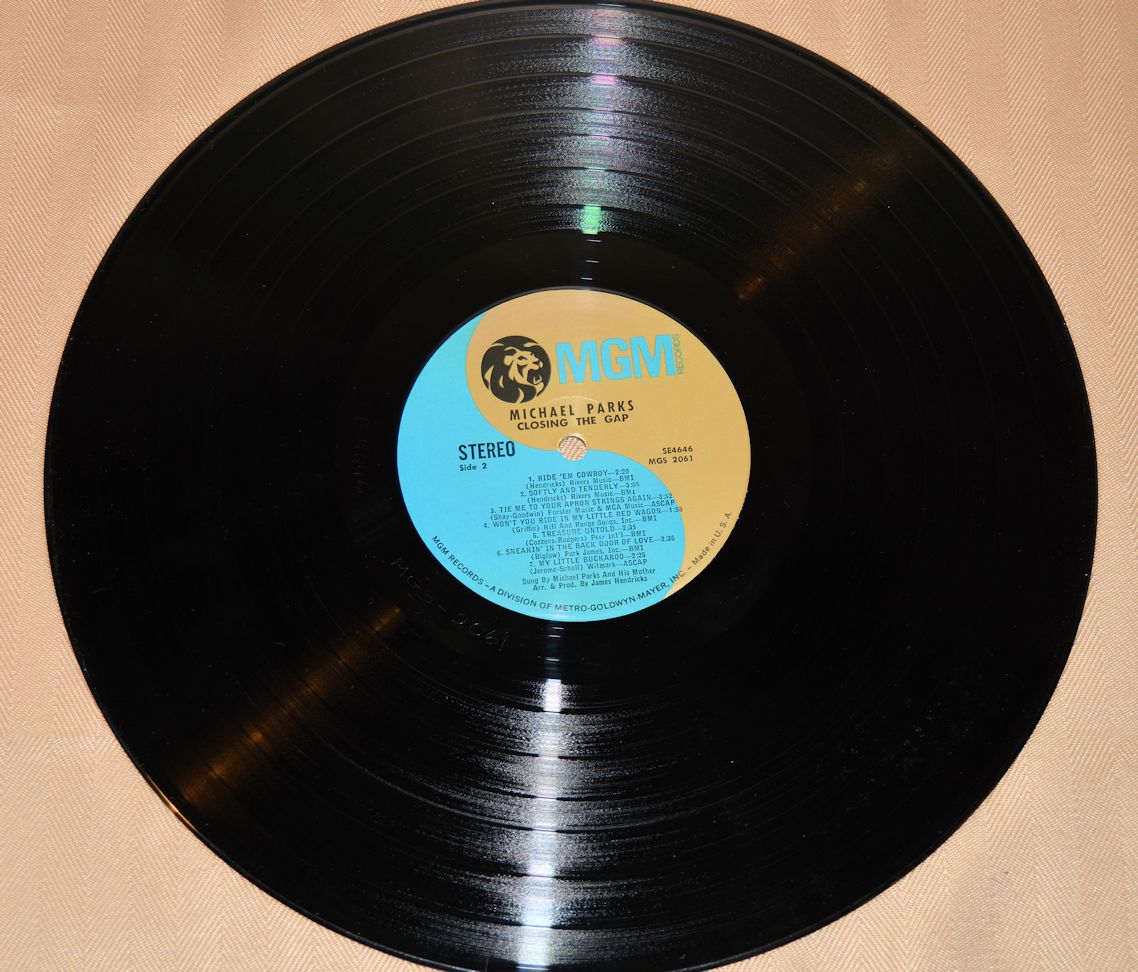 MGM
RECORDS
MICHAEL PARKS
CLOSING THE GAP
STEREO
Side 2
SE4646
MGS 2061
1. RIDE 'EM COWBOY—2:20
(Hendricks) Rivers Music—BMI
2. SOFTLY AND TENDERLY—3:05
(Hendricks) Rivers Music—BMI
3. TIE ME TO YOUR APRON STRINGS AGAIN—3:52
(Shay-Goodwin) Forster Music & MCA Music—ASCAP
4. WON'T YOU RIDE IN MY LITTLE RED WAGON—1:55
(Griffin) Hill And Range Songs, Inc.—BMI
5. TREASURE UNTOLD—2:35
(Cozzens-Rodgers) Peer Int'l—BMI
6. SNEAKIN' IN THE BACK DOOR OF LOVE—2:36
(Biglow) Park James, Inc.—BMI
7. MY LITTLE BUCKAROO—2:25
(Jerome-Scholl) Witmark—ASCAP
Sung By Michael Parks And His Mother
Arr. & Prod. By James Hendricks
MGM RECORDS – A DIVISION OF METRO-GOLDWYN-MAYER, INC. – Made in U. S. A.
MGS-2061